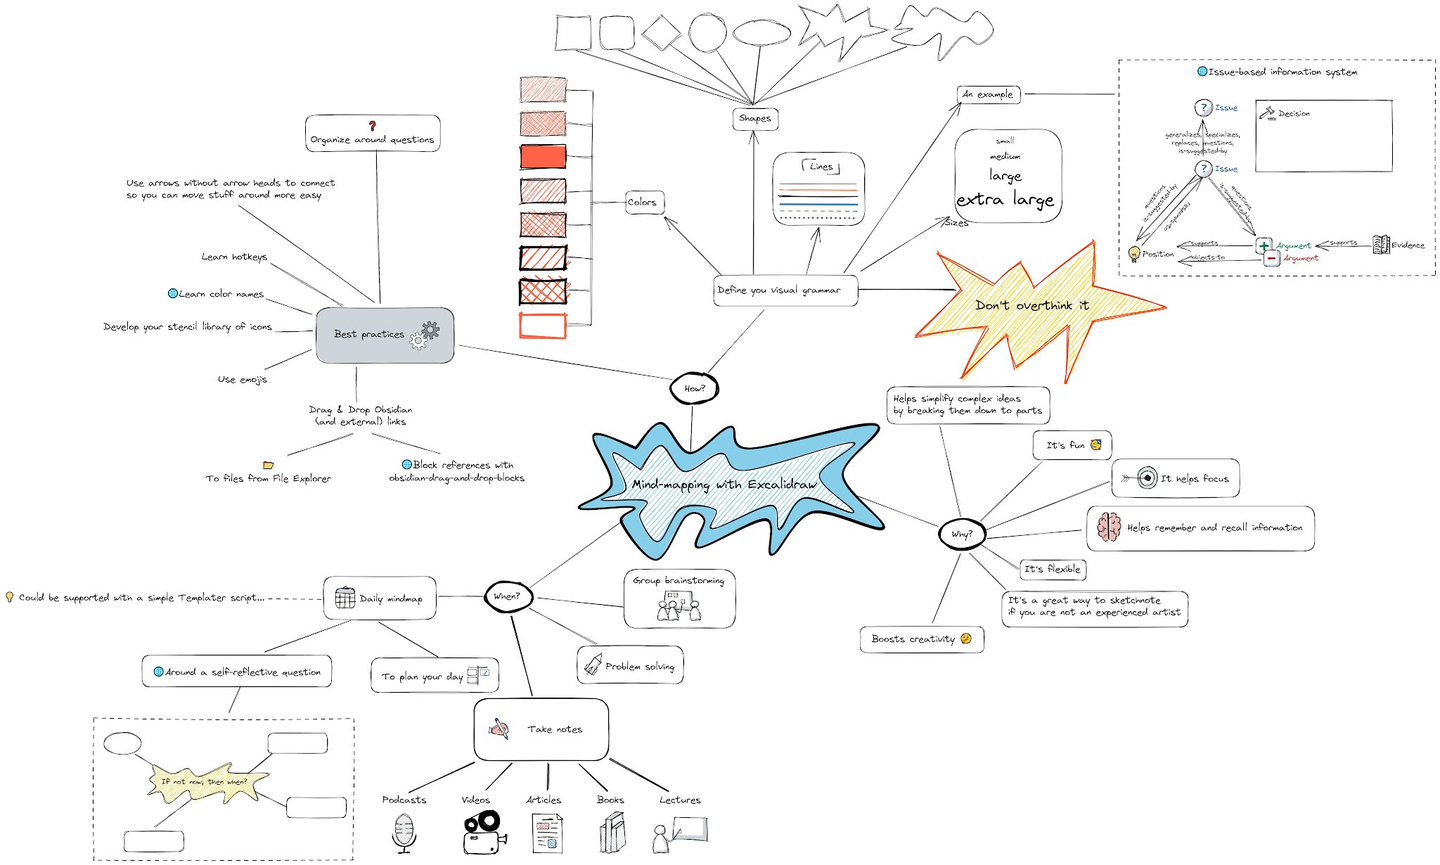 Issue-based information system
? Issue
Decision
generalizes, specializes,
replaces, questions,
is-suggested-by
? Issue
questions
is-suggested-by
responds-to
questions
is-suggested-by
Position
supports
objects-to
Argument
Argument
supports
Evidence
An example
Shapes
Lines
small
medium
large
extra large
Sizes
Colors
Define you visual grammar
Don't overthink it
?
Organize around questions
Use arrows without arrow heads to connect
so you can move stuff around more easy
Learn hotkeys
Learn color names
Develop your stencil library of icons
Use emojis
Best practices
Drag & Drop Obsidian
(and external) links
To files from File Explorer
Block references with
obsidian-drag-and-drop-blocks
How?
Mind-mapping with Excalidraw
Helps simplify complex ideas
by breaking them down to parts
It's fun
It helps focus
Why?
Helps remember and recall information
It's flexible
It's a great way to sketchnote
if you are not an experienced artist
Boosts creativity
When?
Group brainstorming
Problem solving
Daily mindmap
Could be supported with a simple Templater script...
Around a self-reflective question
To plan your day
If not now, then when?
Take notes
Podcasts
Videos
Articles
Books
Lectures